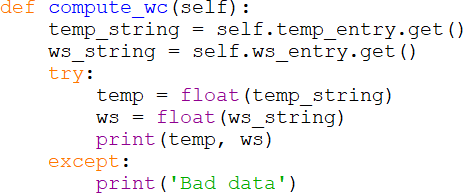 def compute_wc(self):
    temp_string = self.temp_entry.get()
    ws_string = self.ws_entry.get()
    try:
        temp = float(temp_string)
        ws = float(ws_string)
        print(temp, ws)
    except:
        print('Bad data')